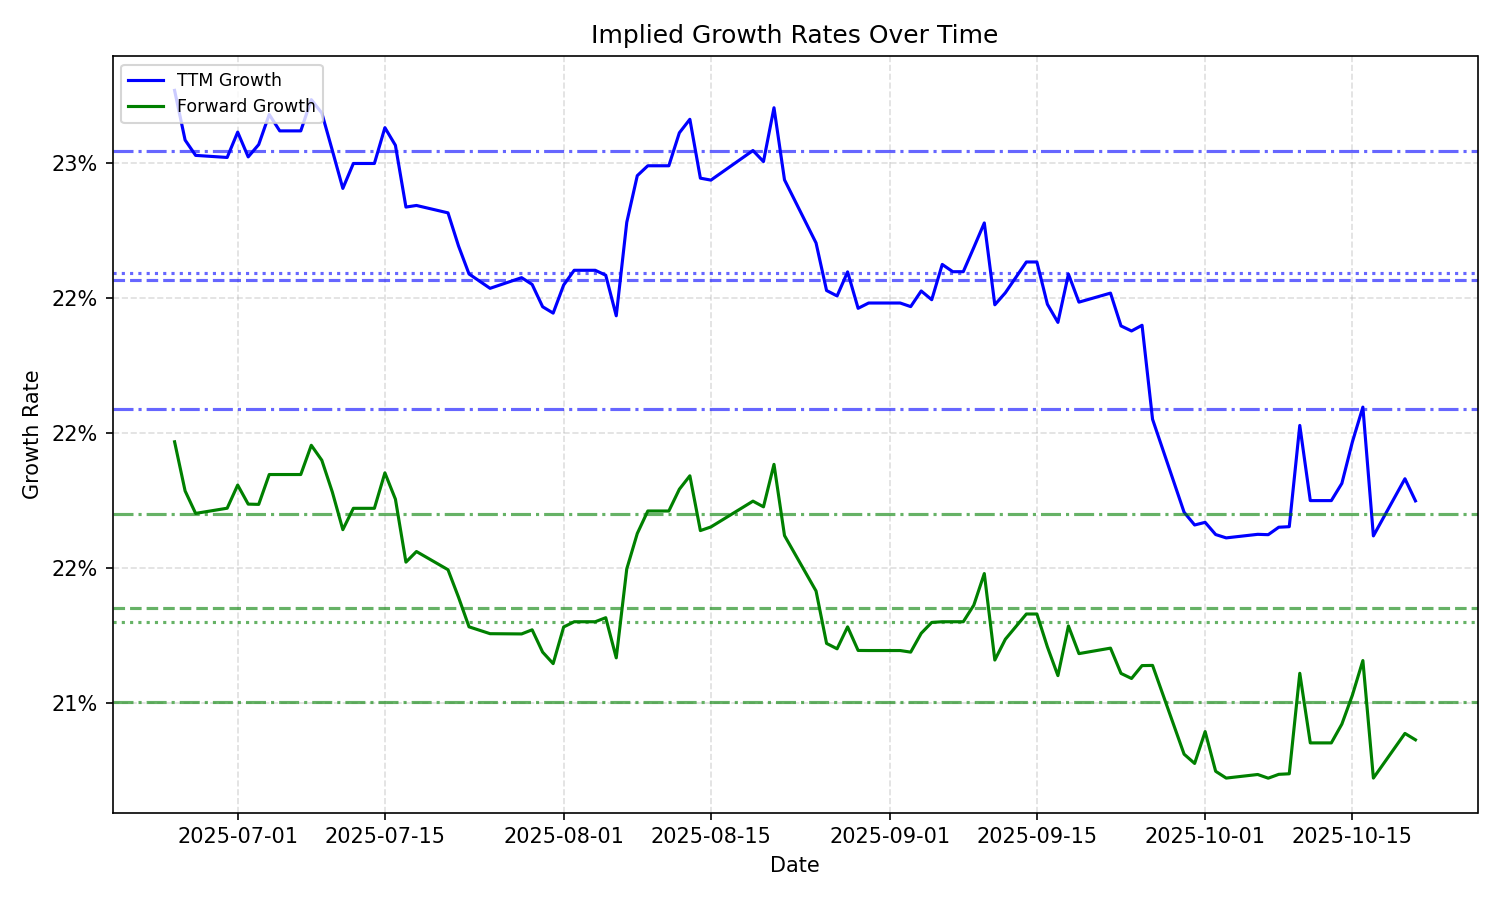 Implied Growth Rates Over Time
TTM Growth
Forward Growth
23%
22%
22%
22%
21%
Growth Rate
2025-07-01
2025-07-15
2025-08-01
2025-08-15
2025-09-01
2025-09-15
2025-10-01
2025-10-15
Date